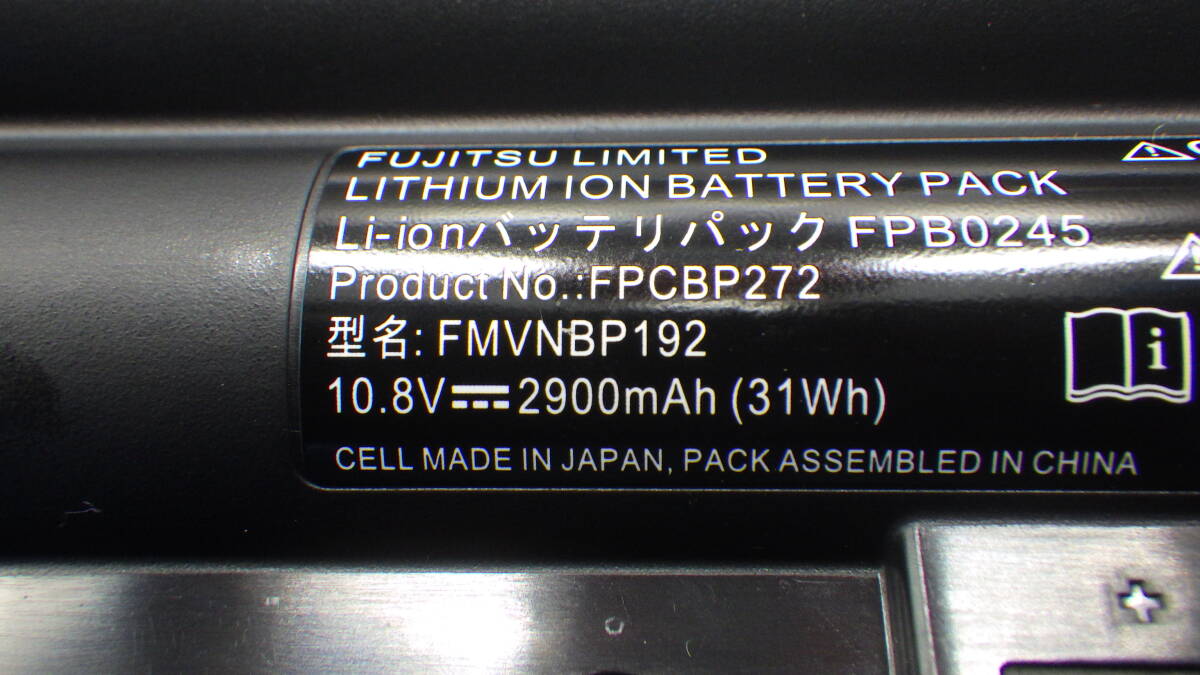 FUJITSU LIMITED
LITHIUM ION BATTERY PACK
Li-ionバッテリパック FPB0245
Product No.:FPCBP272
型名: FMVNBP192
10.8V⎓2900mAh (31Wh)
CELL MADE IN JAPAN, PACK ASSEMBLED IN CHINA